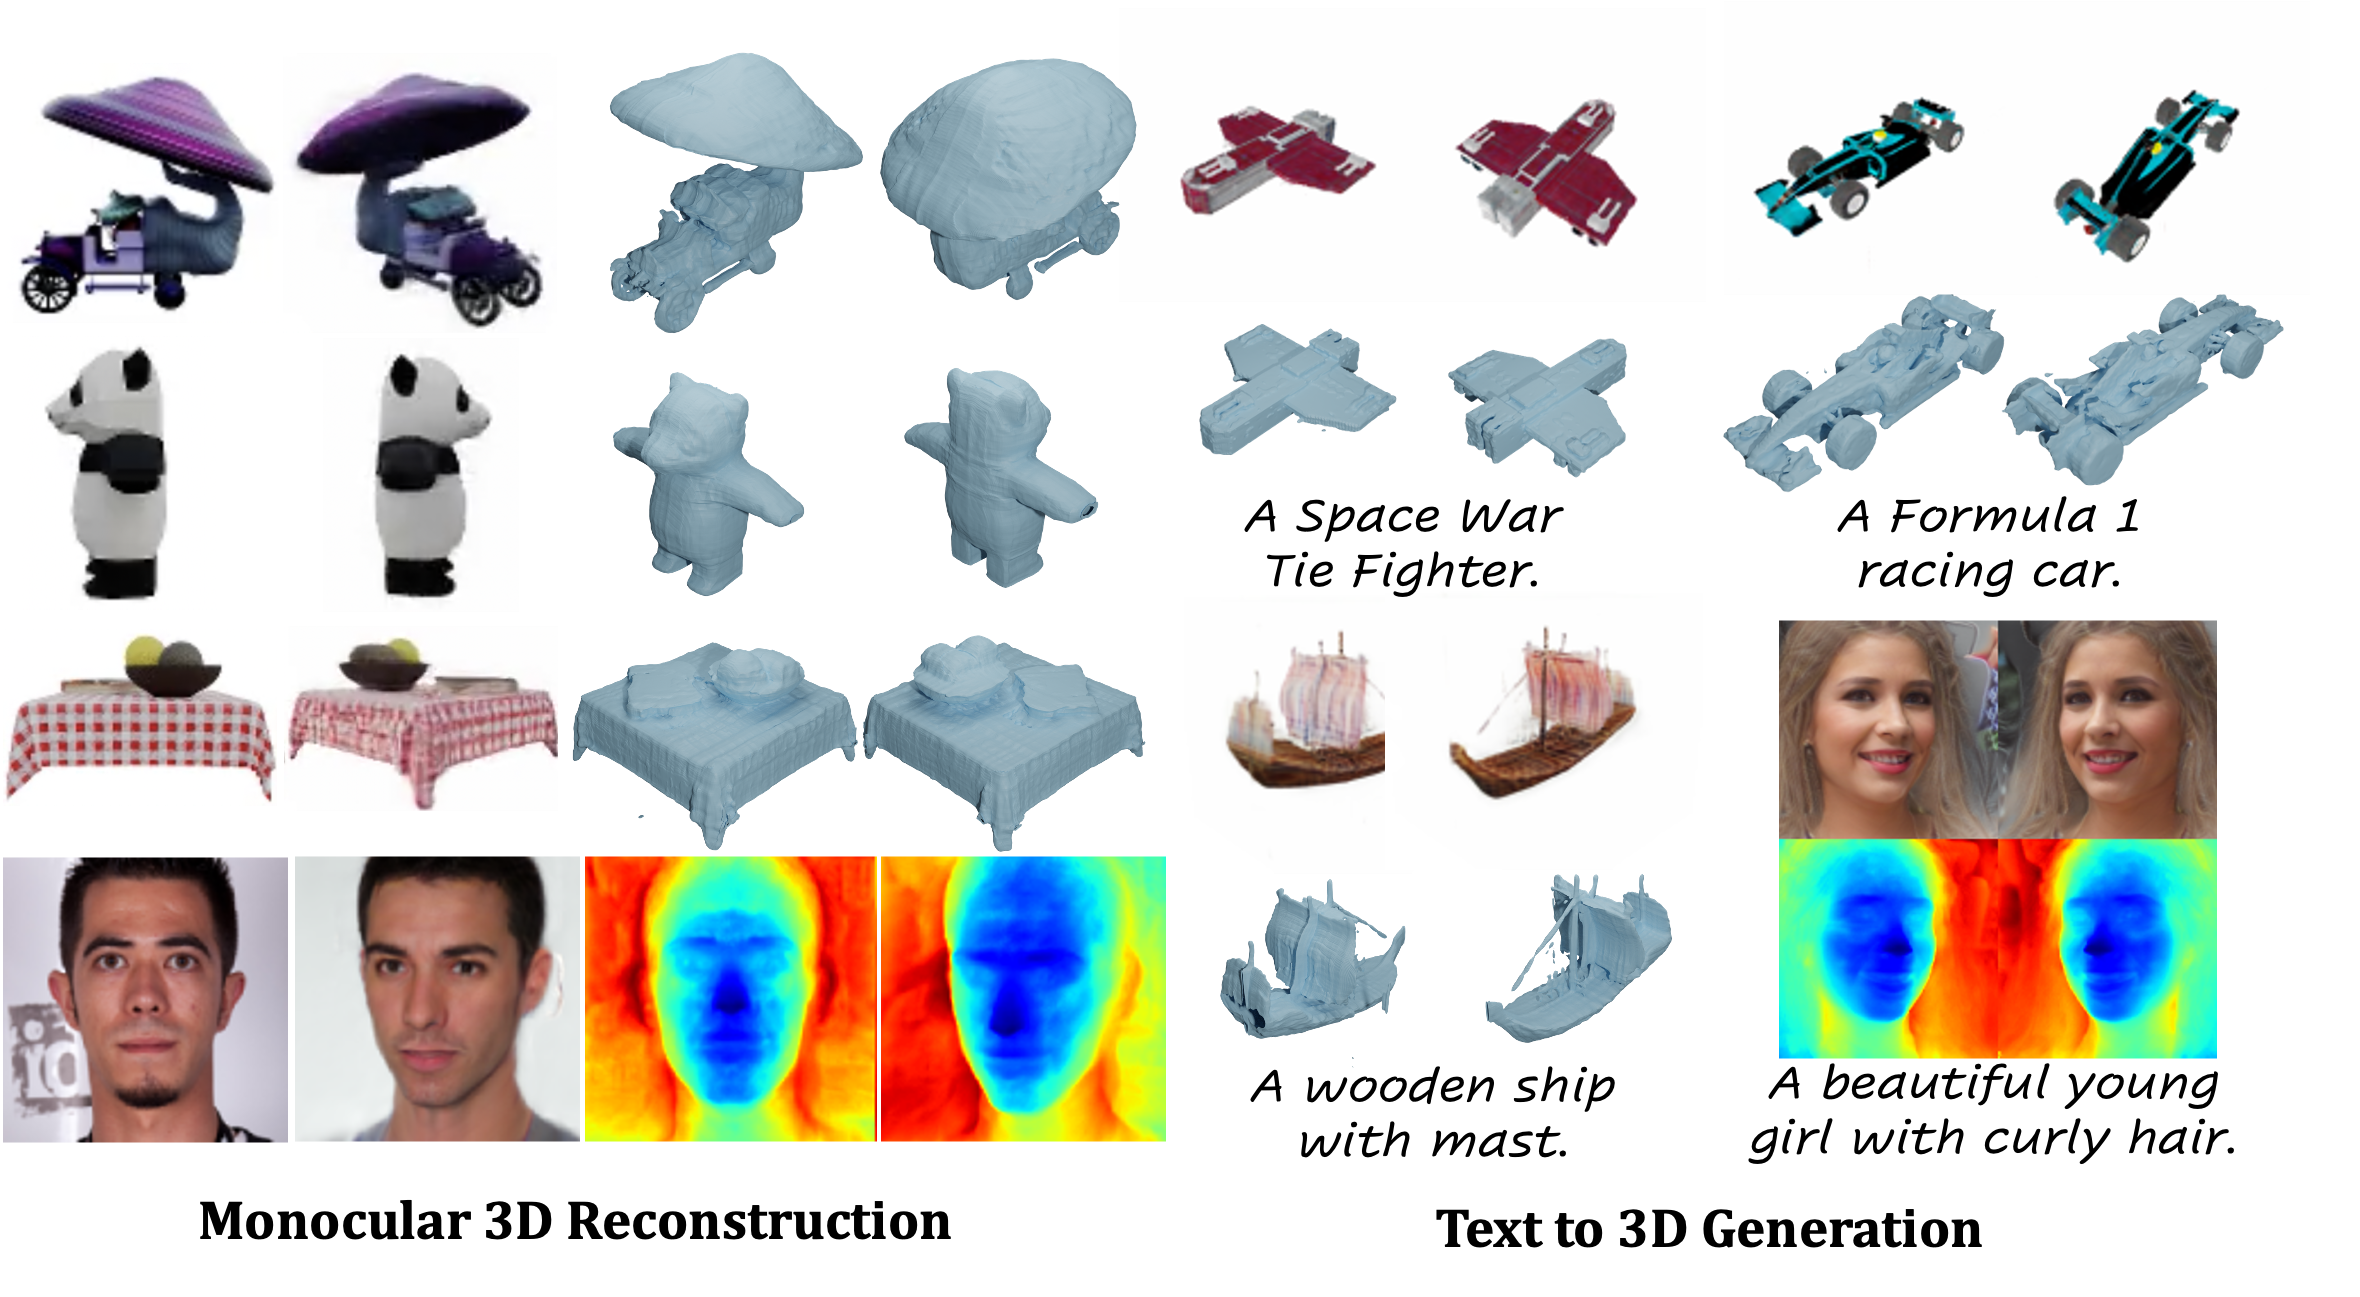 A Space War
Tie Fighter.
A Formula 1
racing car.
id
A wooden ship
with mast.
A beautiful young
girl with curly hair.
Monocular 3D Reconstruction
Text to 3D Generation